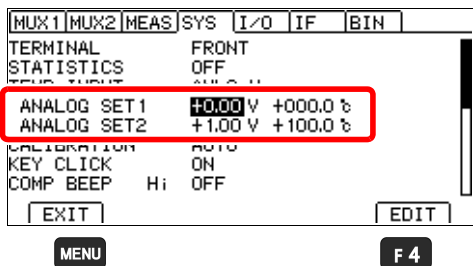 MUX1 MUX2 MEAS SYS I/O IF BIN
TERMINAL FRONT
STATISTICS OFF
ANALOG SET1 +0.00 V +000.0 ℃
ANALOG SET2 +1.00 V +100.0 ℃
CALIBRATION AUTO
KEY CLICK ON
COMP BEEP Hi OFF
EXIT EDIT
MENU F 4